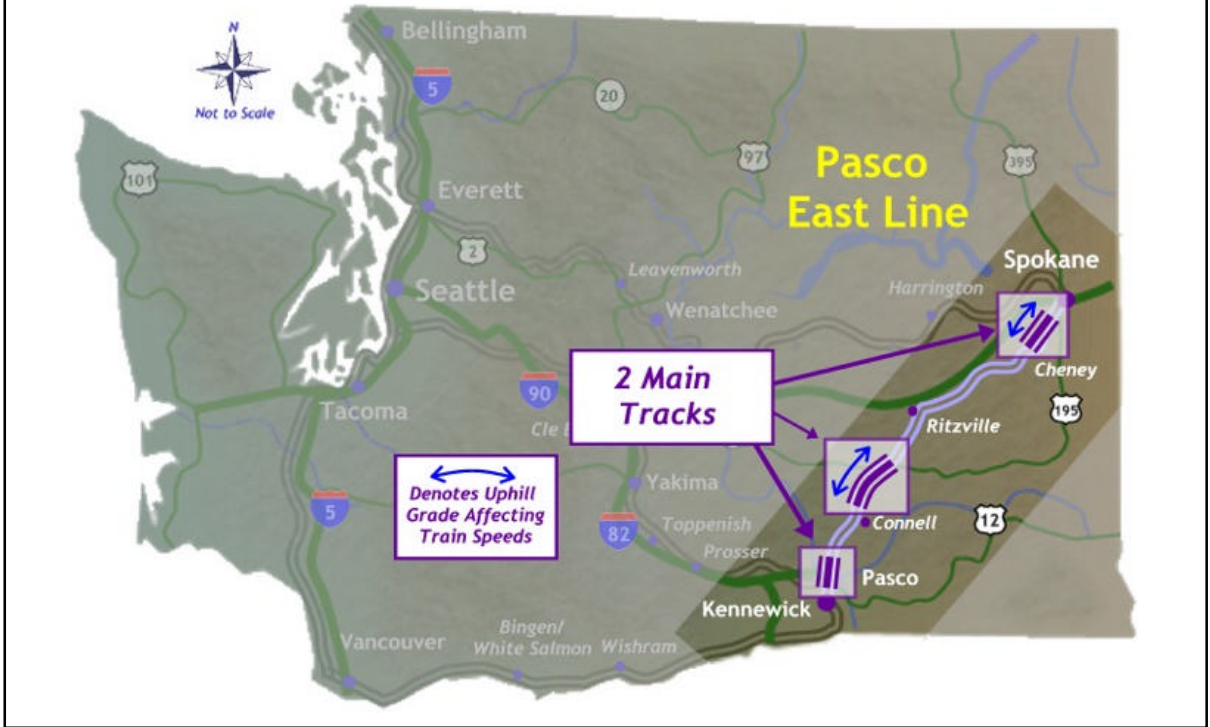 N
Not to Scale
Bellingham
5
20
97
395
101
Pasco
East Line
Everett
2
Leavenworth
Spokane
Harrington
Seattle
Wenatchee
2 Main
Tracks
90
Cheney
Tacoma
Cle
195
Ritzville
Denotes Uphill
Grade Affecting
Train Speeds
5
Yakima
82
Toppenish
Connell
12
Prosser
Pasco
Kennewick
Vancouver
Bingen/
White Salmon
Wishram